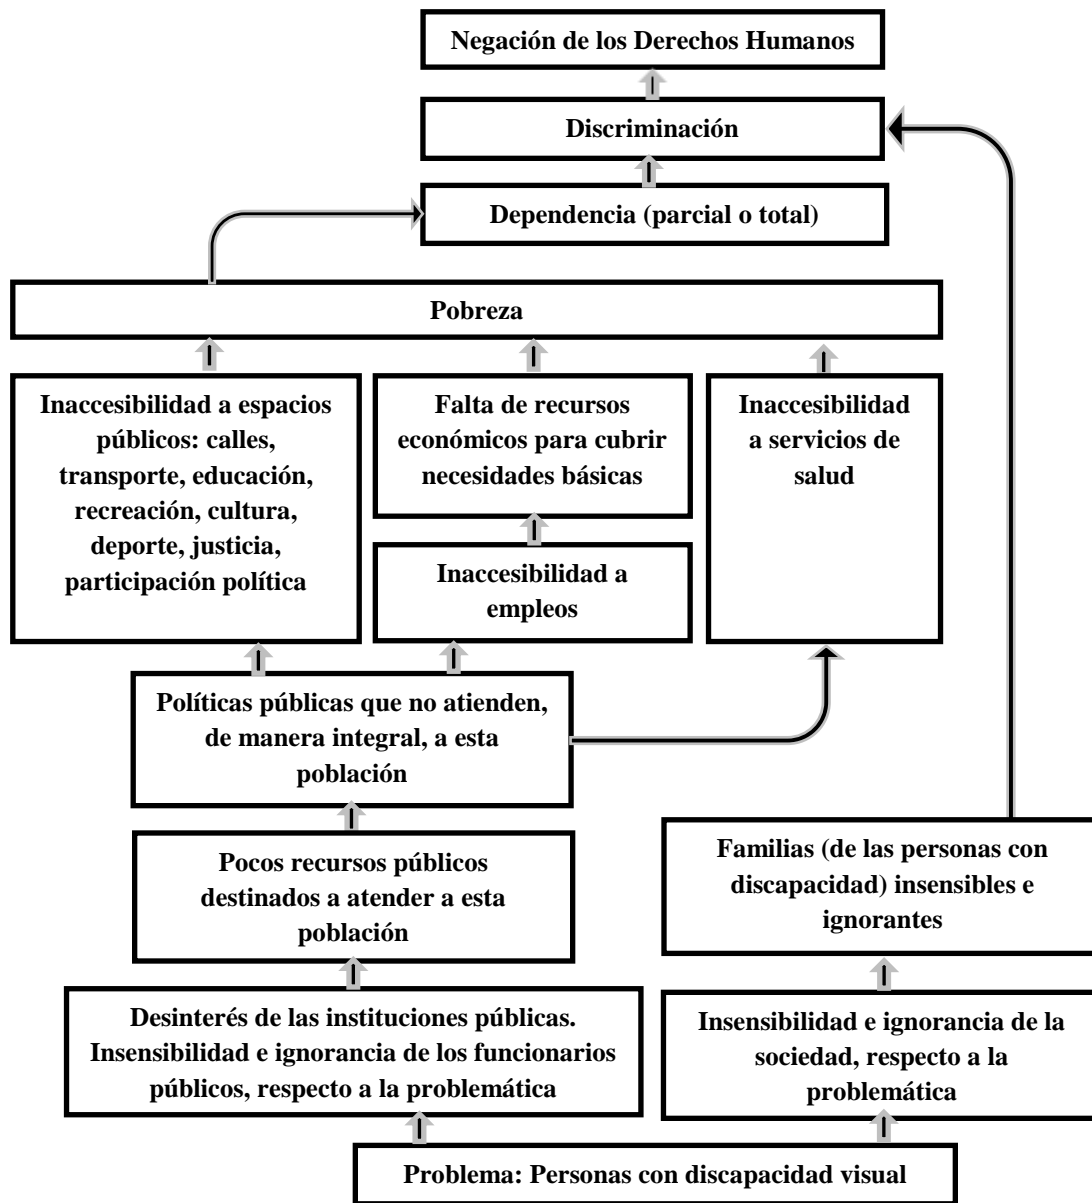 Negación de los Derechos Humanos
Discriminación
Dependencia (parcial o total)
Pobreza
Inaccesibilidad a espacios
públicos: calles,
transporte, educación,
recreación, cultura,
deporte, justicia,
participación política
Falta de recursos
económicos para cubrir
necesidades básicas
Inaccesibilidad
a servicios de
salud
Inaccesibilidad a
empleos
Políticas públicas que no atienden,
de manera integral, a esta
población
Pocos recursos públicos
destinados a atender a esta
población
Familias (de las personas con
discapacidad) insensibles e
ignorantes
Desinterés de las instituciones públicas.
Insensibilidad e ignorancia de los funcionarios
públicos, respecto a la problemática
Insensibilidad e ignorancia de la
sociedad, respecto a la
problemática
Problema: Personas con discapacidad visual